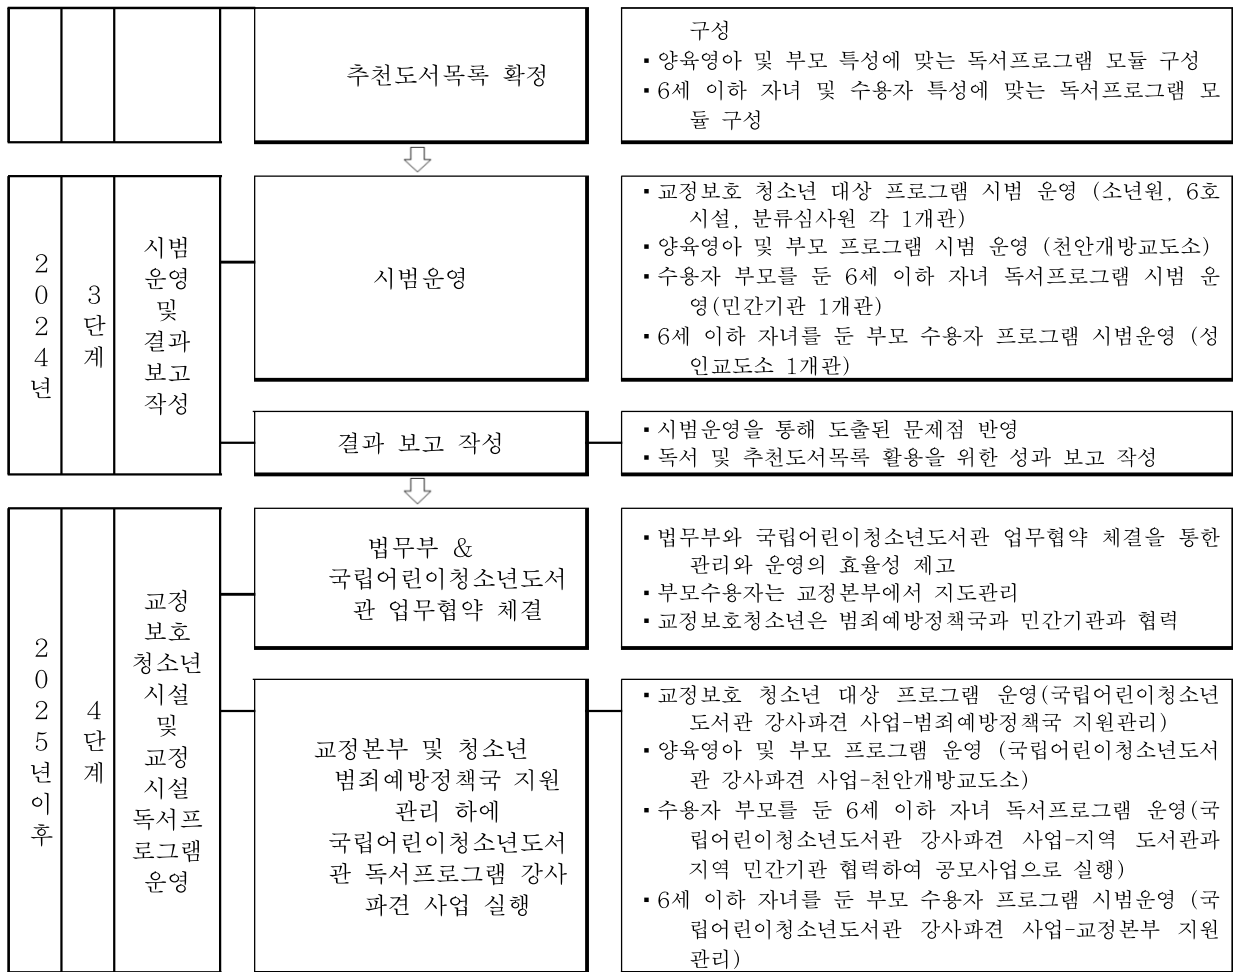 추천도서목록 확정
구성
▪양육영아 및 부모 특성에 맞는 독서프로그램 모듈 구성
▪6세 이하 자녀 및 수용자 특성에 맞는 독서프로그램 모
듈 구성
2024년
3단계
시범
운영
및
결과
보고
작성
시범운영
▪교정보호 청소년 대상 프로그램 시범 운영 (소년원, 6호
시설, 분류심사원 각 1개관)
▪양육영아 및 부모 프로그램 시범 운영 (천안개방교도소)
▪수용자 부모를 둔 6세 이하 자녀 독서프로그램 시범 운
영(민간기관 1개관)
▪6세 이하 자녀를 둔 부모 수용자 프로그램 시범운영 (성
인교도소 1개관)
결과 보고 작성
▪시범운영을 통해 도출된 문제점 반영
▪독서 및 추천도서목록 활용을 위한 성과 보고 작성
2025년이후
4단계
교정
보호
청소년
시설
및
교정
시설
독서프
로그램
운영
법무부 &
국립어린이청소년도서
관 업무협약 체결
▪법무부와 국립어린이청소년도서관 업무협약 체결을 통한
관리와 운영의 효율성 제고
▪부모수용자는 교정본부에서 지도관리
▪교정보호청소년은 범죄예방정책국과 민간기관과 협력
교정본부 및 청소년
범죄예방정책국 지원
관리 하에
국립어린이청소년도서
관 독서프로그램 강사
파견 사업 실행
▪교정보호 청소년 대상 프로그램 운영(국립어린이청소년
도서관 강사파견 사업-범죄예방정책국 지원관리)
▪양육영아 및 부모 프로그램 운영 (국립어린이청소년도서
관 강사파견 사업-천안개방교도소)
▪수용자 부모를 둔 6세 이하 자녀 독서프로그램 운영(국
립어린이청소년도서관 강사파견 사업-지역 도서관과
지역 민간기관 협력하여 공모사업으로 실행)
▪6세 이하 자녀를 둔 부모 수용자 프로그램 시범운영 (국
립어린이청소년도서관 강사파견 사업-교정본부 지원
관리)